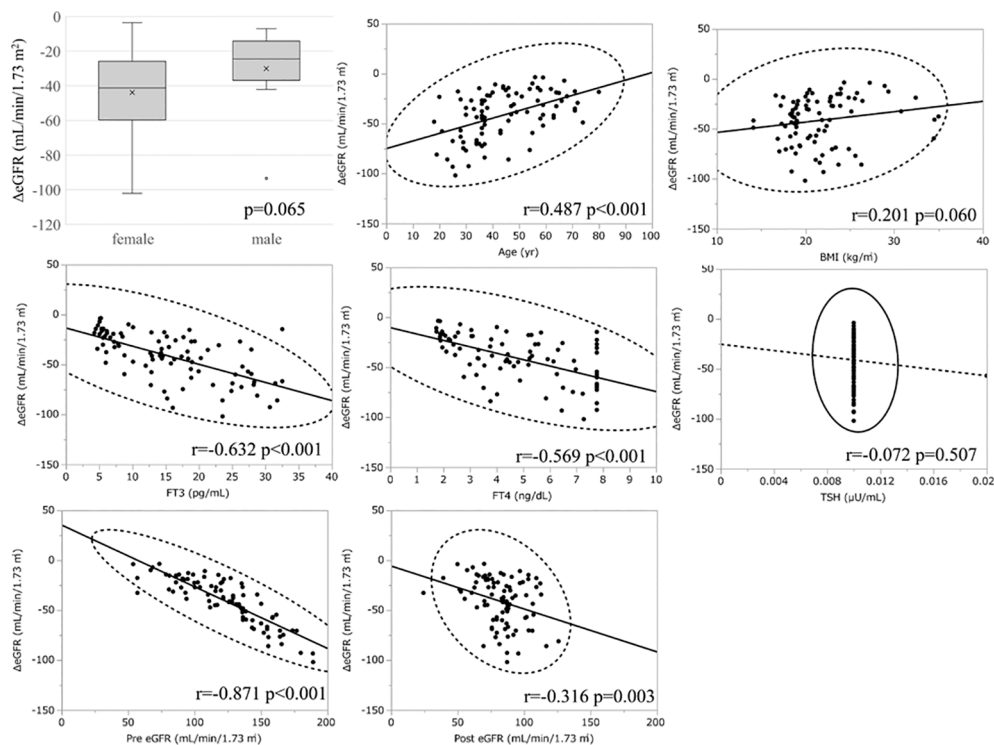 ΔeGFR (mL/min/1.73 m²)
0
-20
-40
-60
-80
-100
-120
female
male
p=0.065
ΔeGFR (mL/min/1.73 ㎡)
50
0
-50
-100
-150
r=0.487 p<0.001
0 10 20 30 40 50 60 70 80 90 100
Age (yr)
ΔeGFR (mL/min/1.73 ㎡)
50
0
-50
-100
-150
r=0.201 p=0.060
10 20 30 40
BMI (kg/㎡)
ΔeGFR (mL/min/1.73 ㎡)
50
0
-50
-100
-150
r=-0.632 p<0.001
0 5 10 15 20 25 30 35 40
FT3 (pg/mL)
ΔeGFR (mL/min/1.73 ㎡)
50
0
-50
-100
-150
r=-0.569 p<0.001
0 1 2 3 4 5 6 7 8 9 10
FT4 (ng/dL)
ΔeGFR (mL/min/1.73 ㎡)
50
0
-50
-100
-150
r=-0.072 p=0.507
0 0.004 0.008 0.012 0.016 0.02
TSH (μU/mL)
ΔeGFR (mL/min/1.73 ㎡)
50
0
-50
-100
-150
r=-0.871 p<0.001
0 50 100 150 200
Pre eGFR (mL/min/1.73 ㎡)
ΔeGFR (mL/min/1.73 ㎡)
50
0
-50
-100
-150
r=-0.316 p=0.003
0 50 100 150 200
Post eGFR (mL/min/1.73 ㎡)